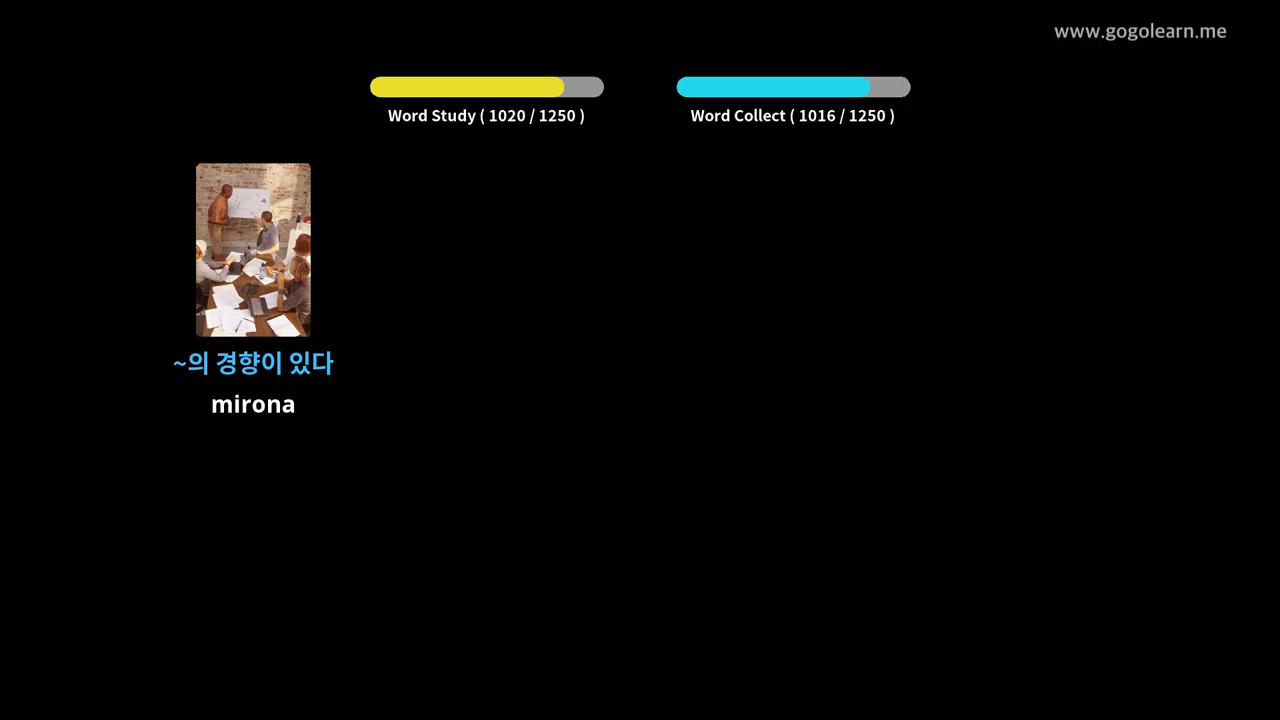 www.gogolearn.me
Word Study ( 1020 / 1250 )
Word Collect ( 1016 / 1250 )
~의 경향이 있다
mirona